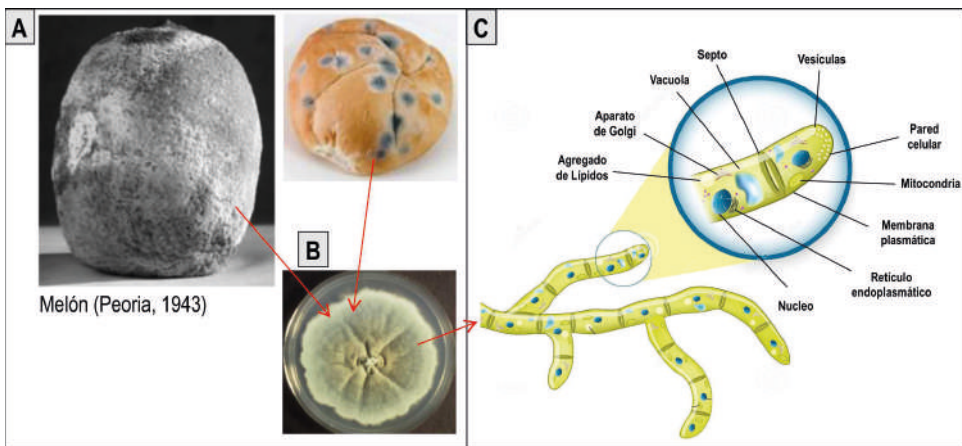 A
Melón (Peoria, 1943)
B
C
Septo
Vesículas
Vacuola
Aparato
de Golgi
Pared
celular
Agregado
de Lípidos
Mitocondria
Membrana
plasmática
Retículo
endoplasmático
Nucleo